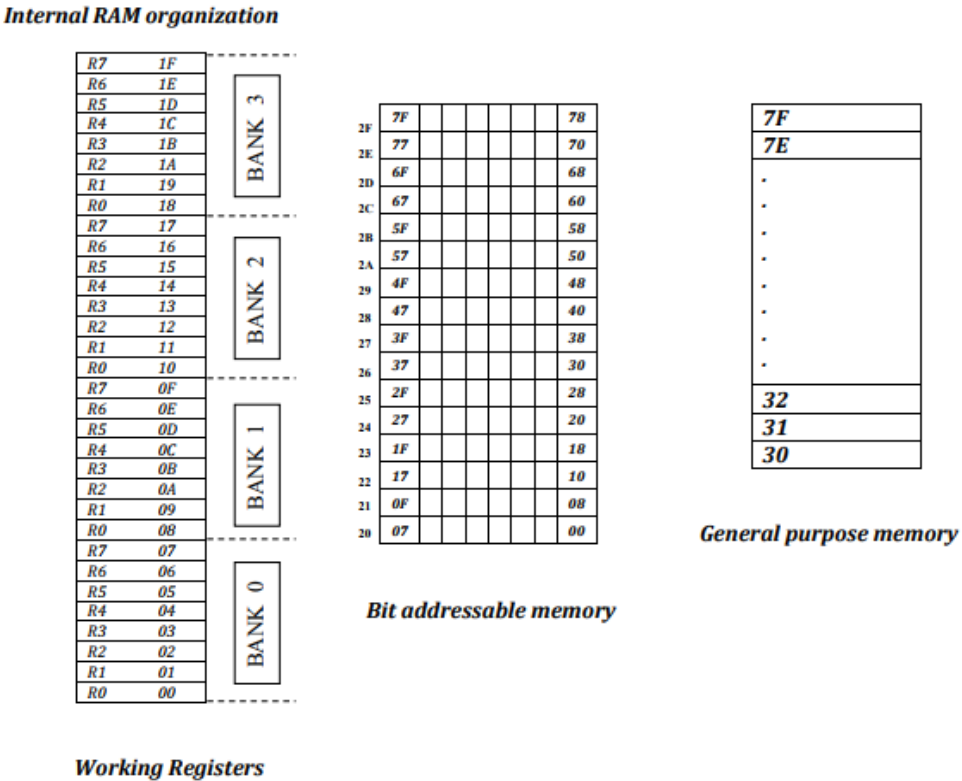 Internal RAM organization
R7 1F
R6 1E
R5 1D
R4 1C
R3 1B
R2 1A
R1 19
R0 18
BANK 3
R7 17
R6 16
R5 15
R4 14
R3 13
R2 12
R1 11
R0 10
BANK 2
R7 0F
R6 0E
R5 0D
R4 0C
R3 0B
R2 0A
R1 09
R0 08
BANK 1
R7 07
R6 06
R5 05
R4 04
R3 03
R2 02
R1 01
R0 00
BANK 0
Working Registers
2F 7F 78
2E 77 70
2D 6F 68
2C 67 60
2B 5F 58
2A 57 50
29 4F 48
28 47 40
27 3F 38
26 37 30
25 2F 28
24 27 20
23 1F 18
22 17 10
21 0F 08
20 07 00
Bit addressable memory
7F
7E
.
.
.
.
.
.
.
.
32
31
30
General purpose memory